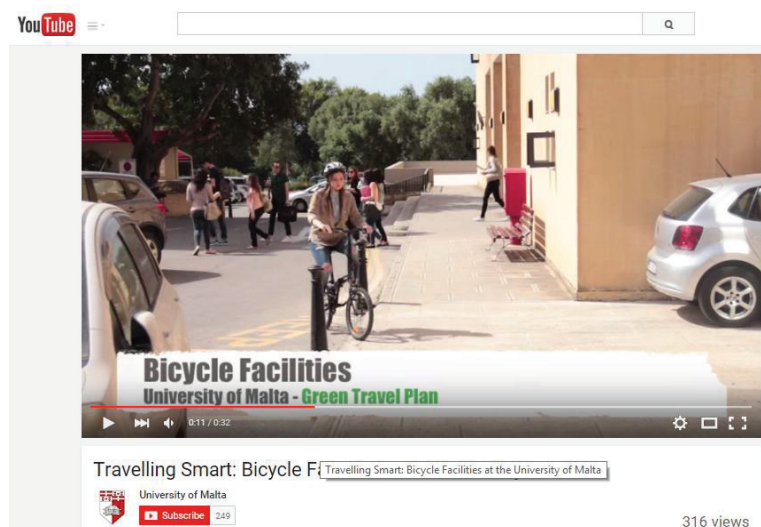 YouTube
Bicycle Facilities
University of Malta - Green Travel Plan
0:11 / 0:32
Travelling Smart: Bicycle F
Travelling Smart: Bicycle Facilities at the University of Malta
University of Malta
Subscribe 249
316 views